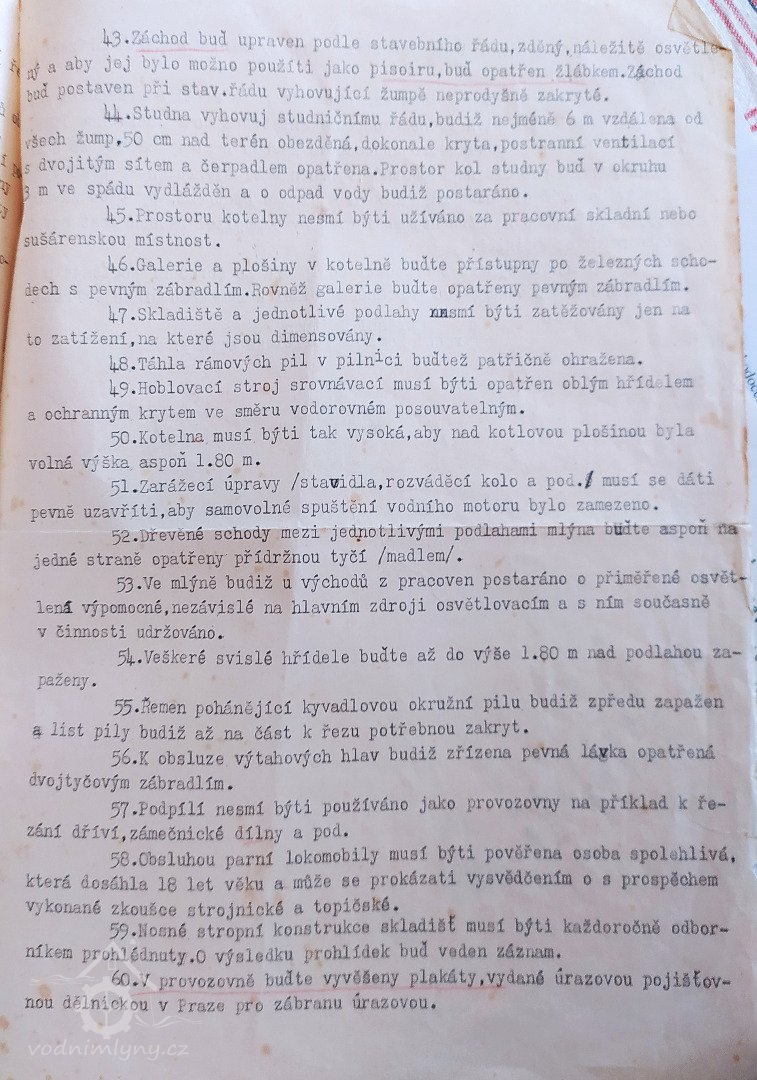 43.Záchod buď upraven podle stavebního řádu,zděný,náležitě osvětle-
ný a aby jej bylo možno použíti jako pisoiru,buď opatřen žlábkem.Záchod
buď postaven při stav.řádu vyhovující žumpě neprodyšně zakryté.
44.Studna vyhovuj studničnímu řádu,budiž nejméně 6 m vzdálena od
všech žump,50 cm nad terén obezděná,dokonale kryta,postranní ventilací
s dvojitým sítem a čerpadlem opatřena.Prostor kol studny buď v okruhu
3 m ve spádu vydlážděn a o odpad vody budiž postaráno.
45.Prostoru kotelny nesmí býti užíváno za pracovní skladní nebo
sušárenskou místnost.
46.Galerie a plošiny v kotelně buďte přístupny po železných scho-
dech s pevným zábradlím.Rovněž galerie buďte opatřeny pevným zábradlím.
47.Skladiště a jednotlivé podlahy nesmí býti zatěžovány jen na
to zatížení,na které jsou dimensovány.
48.Táhla rámových pil v pilnici buďtež patřičně ohražena.
49.Hoblovací stroj srovnávací musí býti opatřen oblým hřídelem
a ochranným krytem ve směru vodorovném posouvatelným.
50.Kotelna musí býti tak vysoká,aby nad kotlovou plošinou byla
volná výška aspoň 1.80 m.
51.Zarážecí úpravy /stavidla,rozváděcí kolo a pod./ musí se dáti
pevně uzavříti,aby samovolné spuštění vodního motoru bylo zamezeno.
52.Dřevěné schody mezi jednotlivými podlahami mlýna buďte aspoň na
jedné straně opatřeny přídržnou tyčí /madlem/.
53.Ve mlýně budiž u východů z pracoven postaráno o přiměřené osvět-
lení výpomocné,nezávislé na hlavním zdroji osvětlovacím a s ním současně
v činnosti udržováno.
54.Veškeré svislé hřídele buďte až do výše 1.80 m nad podlahou za-
paženy.
55.Řemen pohánějící kyvadlovou okružní pilu budiž zpředu zapažen
a list pily budiž až na část k řezu potřebnou zakryt.
56.K obsluze výtahových hlav budiž zřízena pevná lávka opatřená
dvojtyčovým zábradlím.
57.Podpílí nesmí býti používáno jako provozovny na příklad k ře-
zání dříví,zámečnické dílny a pod.
58.Obsluhou parní lokomobily musí býti pověřena osoba spolehlivá,
která dosáhla 18 let věku a může se prokázati vysvědčením o s prospěchem
vykonané zkoušce strojnické a topičské.
59.Nosné stropní konstrukce skladišť musí býti každoročně odbor-
níkem prohlédnuty.O výsledku prohlídek buď veden záznam.
60.V provozovně buďte vyvěšeny plakáty,vydané úrazovou pojišťov-
nou dělnickou v Praze pro zábranu úrazovou.
vodnimlyny.cz